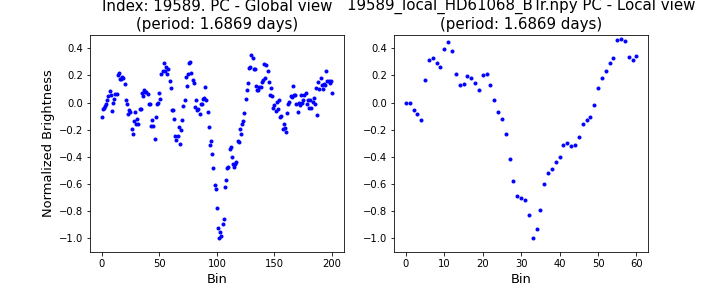 Index: 19589. PC - Global view
(period: 1.6869 days)
19589_local_HD61068_BTr.npy PC - Local view
(period: 1.6869 days)
Normalized Brightness
0.4
0.2
0.0
−0.2
−0.4
−0.6
−0.8
−1.0
0 50 100 150 200
Bin
0.4
0.2
0.0
−0.2
−0.4
−0.6
−0.8
−1.0
0 10 20 30 40 50 60
Bin